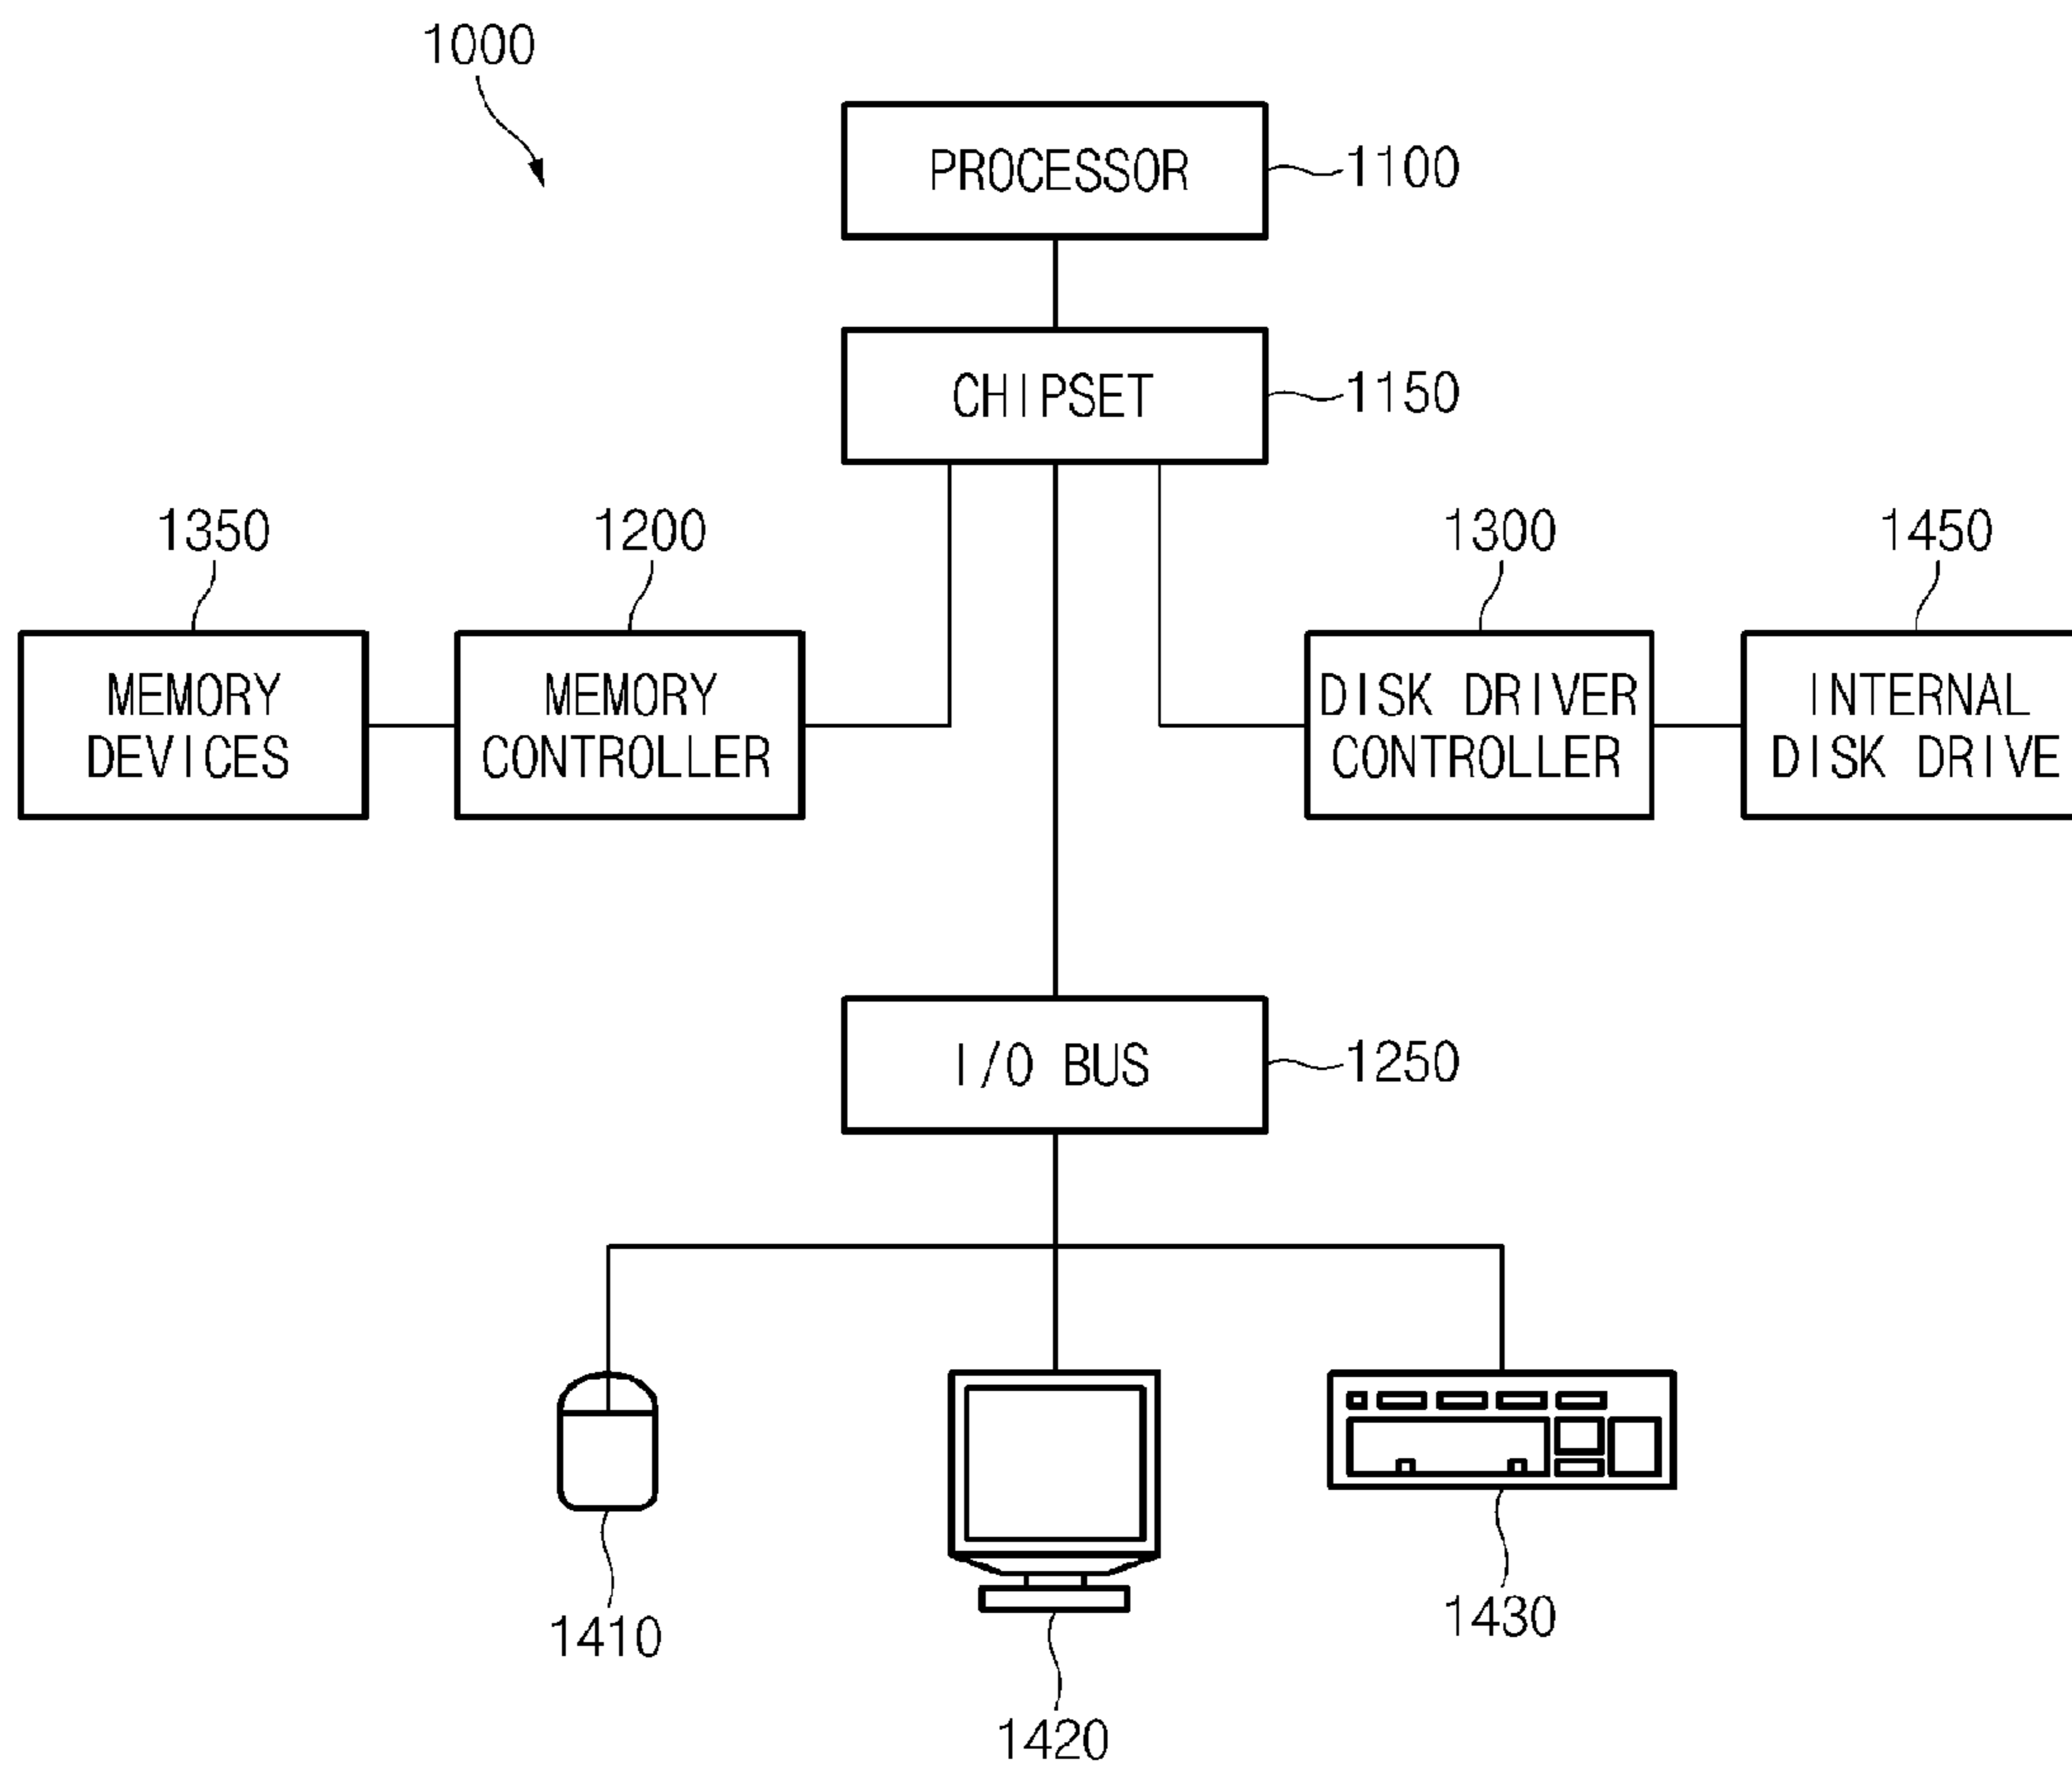 1000
PROCESSOR
1100
CHIPSET
1150
1350
1200
1300
1450
MEMORY
DEVICES
MEMORY
CONTROLLER
DISK DRIVER
CONTROLLER
INTERNAL
DISK DRIVE
I/O BUS
1250
1410
1420
1430